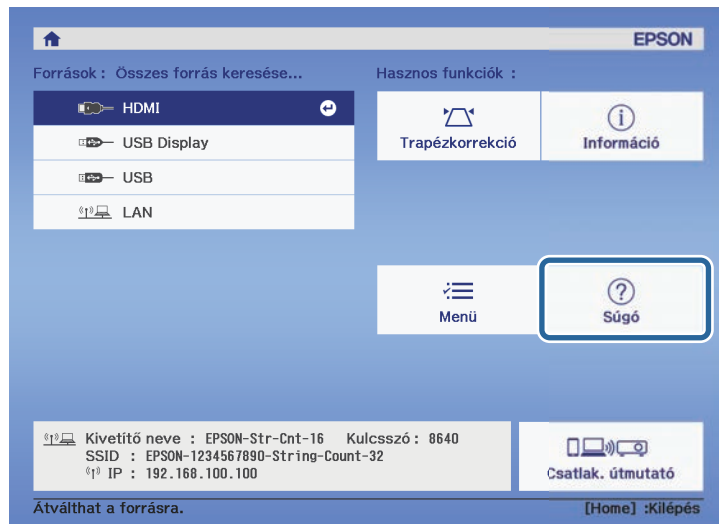 EPSON
Források : Összes forrás keresése...
Hasznos funkciók :
HDMI
USB Display
USB
LAN
Trapézkorrekció
Információ
Menü
Súgó
Kivetítő neve : EPSON-Str-Cnt-16 Kulcsszó : 8640
SSID : EPSON-1234567890-String-Count-32
IP : 192.168.100.100
Csatlak. útmutató
Átválthat a forrásra.
[Home] :Kilépés